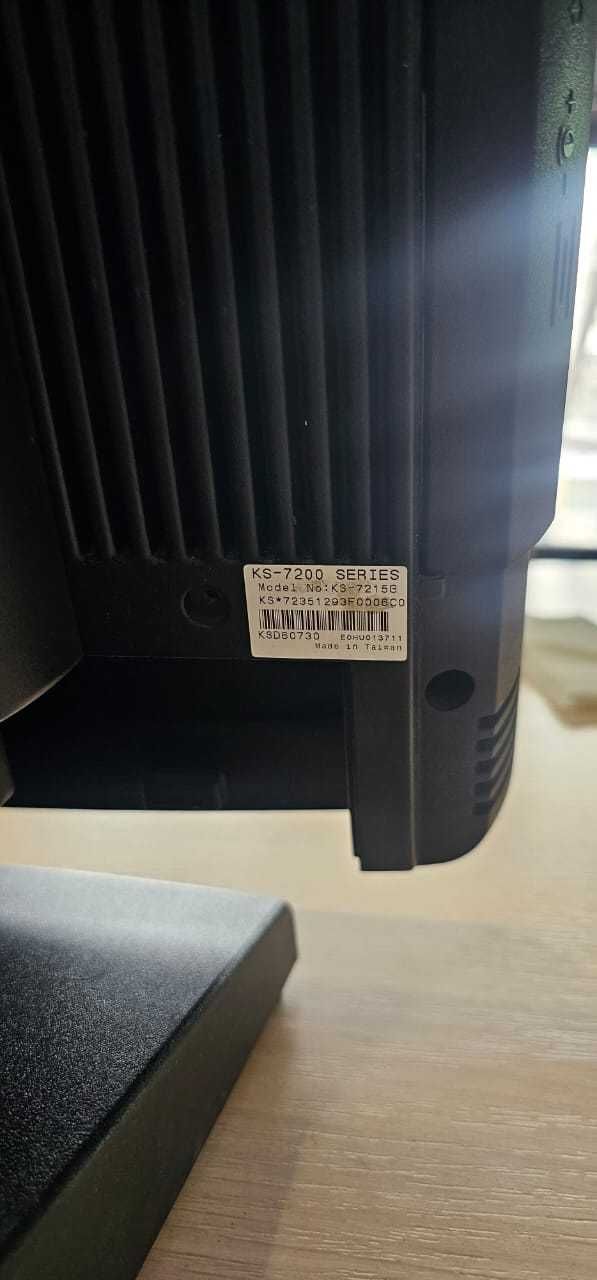 KS-7200 SERIES
Model No:KS-7215G
KS*72351293F0006C0
KSD60730 E0HU013711
Made in Taiwan